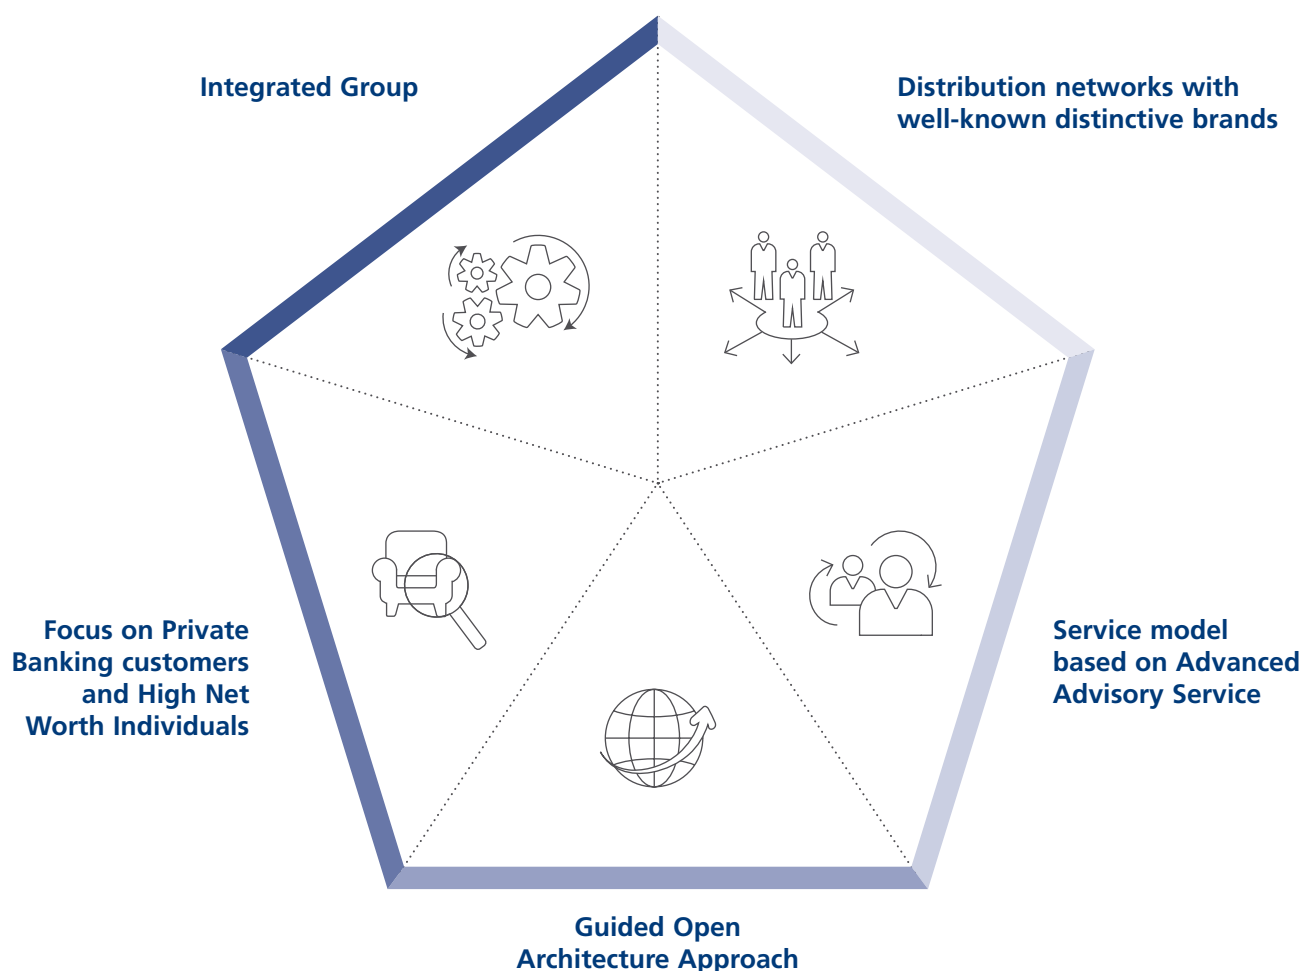 Integrated Group
Distribution networks with
well-known distinctive brands
Focus on Private
Banking customers
and High Net
Worth Individuals
Service model
based on Advanced
Advisory Service
Guided Open
Architecture Approach